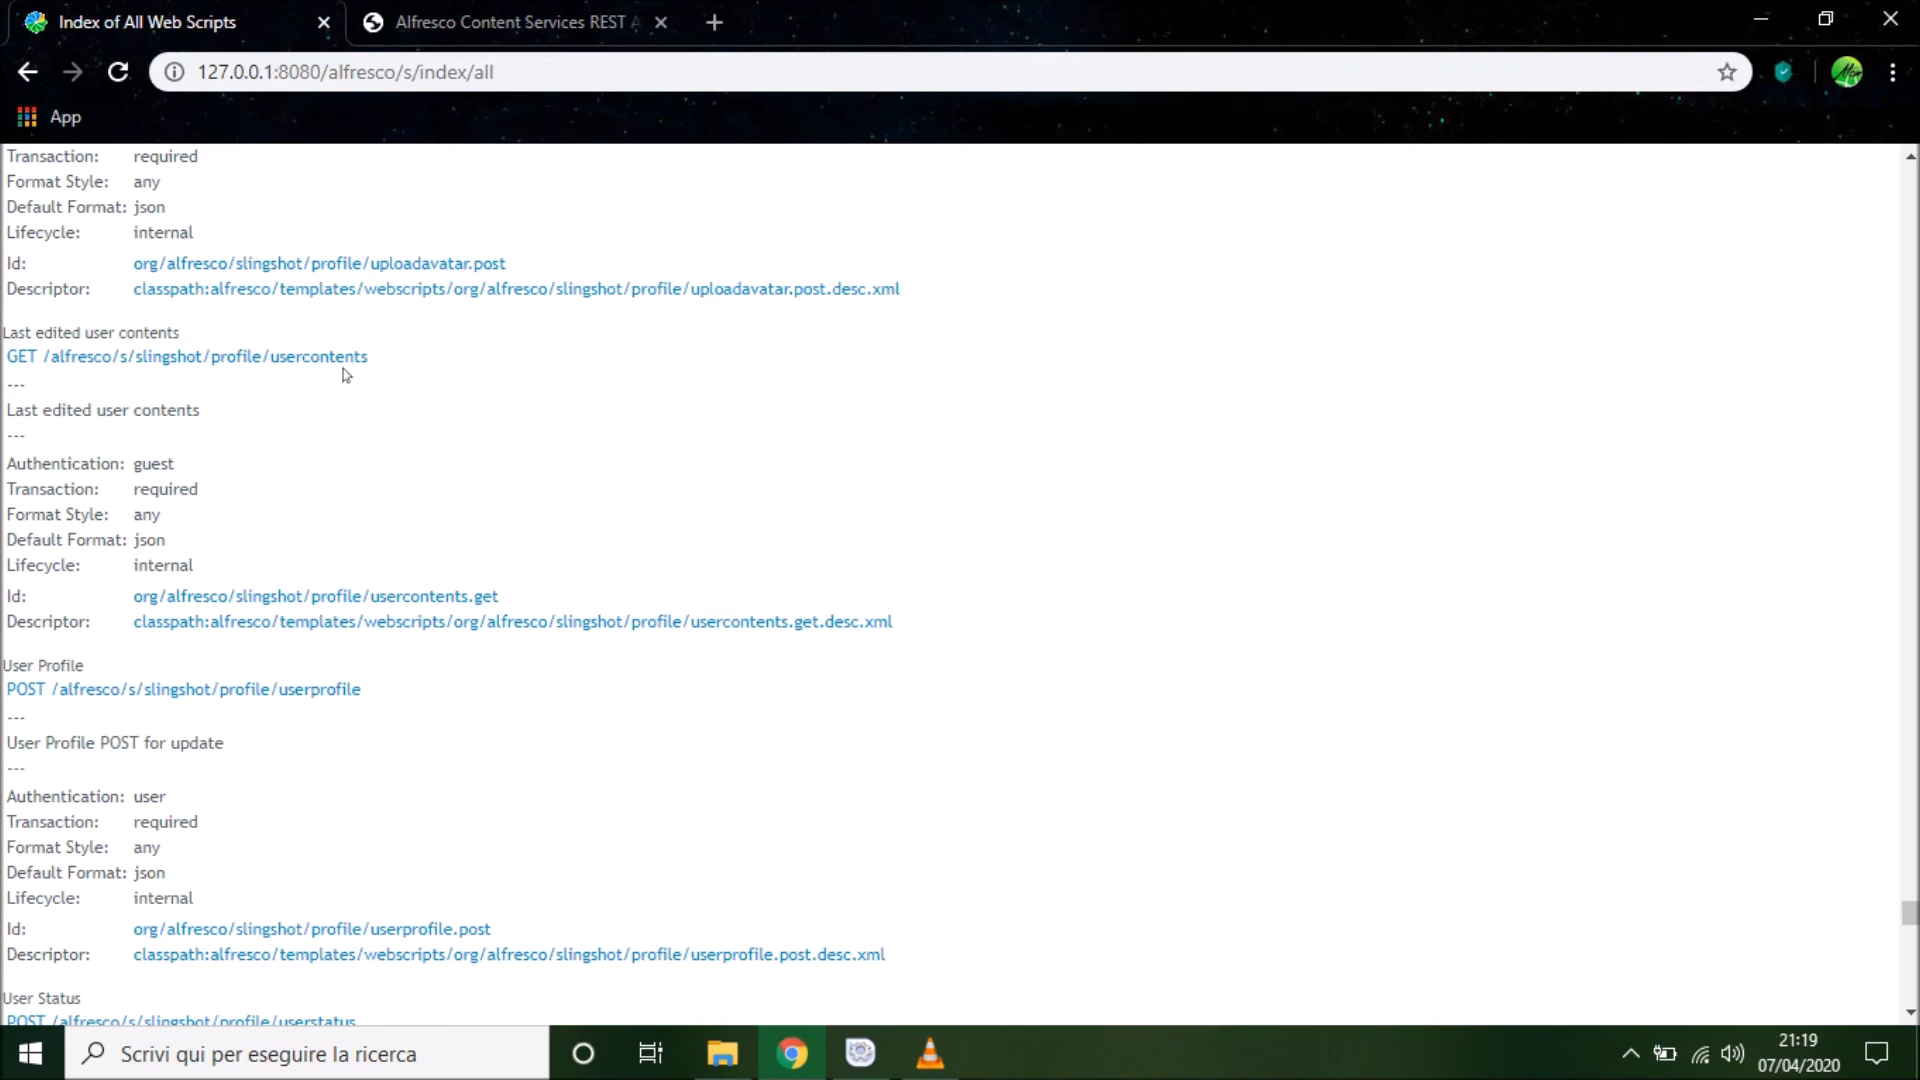 Index of All Web Scripts
Alfresco Content Services REST A
127.0.0.1:8080/alfresco/s/index/all
App
Transaction: required
Format Style: any
Default Format: json
Lifecycle: internal
Id: org/alfresco/slingshot/profile/uploadavatar.post
Descriptor: classpath:alfresco/templates/webscripts/org/alfresco/slingshot/profile/uploadavatar.post.desc.xml
Last edited user contents
GET /alfresco/s/slingshot/profile/usercontents
---
Last edited user contents
---
Authentication: guest
Transaction: required
Format Style: any
Default Format: json
Lifecycle: internal
Id: org/alfresco/slingshot/profile/usercontents.get
Descriptor: classpath:alfresco/templates/webscripts/org/alfresco/slingshot/profile/usercontents.get.desc.xml
User Profile
POST /alfresco/s/slingshot/profile/userprofile
---
User Profile POST for update
---
Authentication: user
Transaction: required
Format Style: any
Default Format: json
Lifecycle: internal
Id: org/alfresco/slingshot/profile/userprofile.post
Descriptor: classpath:alfresco/templates/webscripts/org/alfresco/slingshot/profile/userprofile.post.desc.xml
User Status
POST /alfresco/s/slingshot/profile/userstatus
Scrivi qui per eseguire la ricerca
21:19
07/04/2020